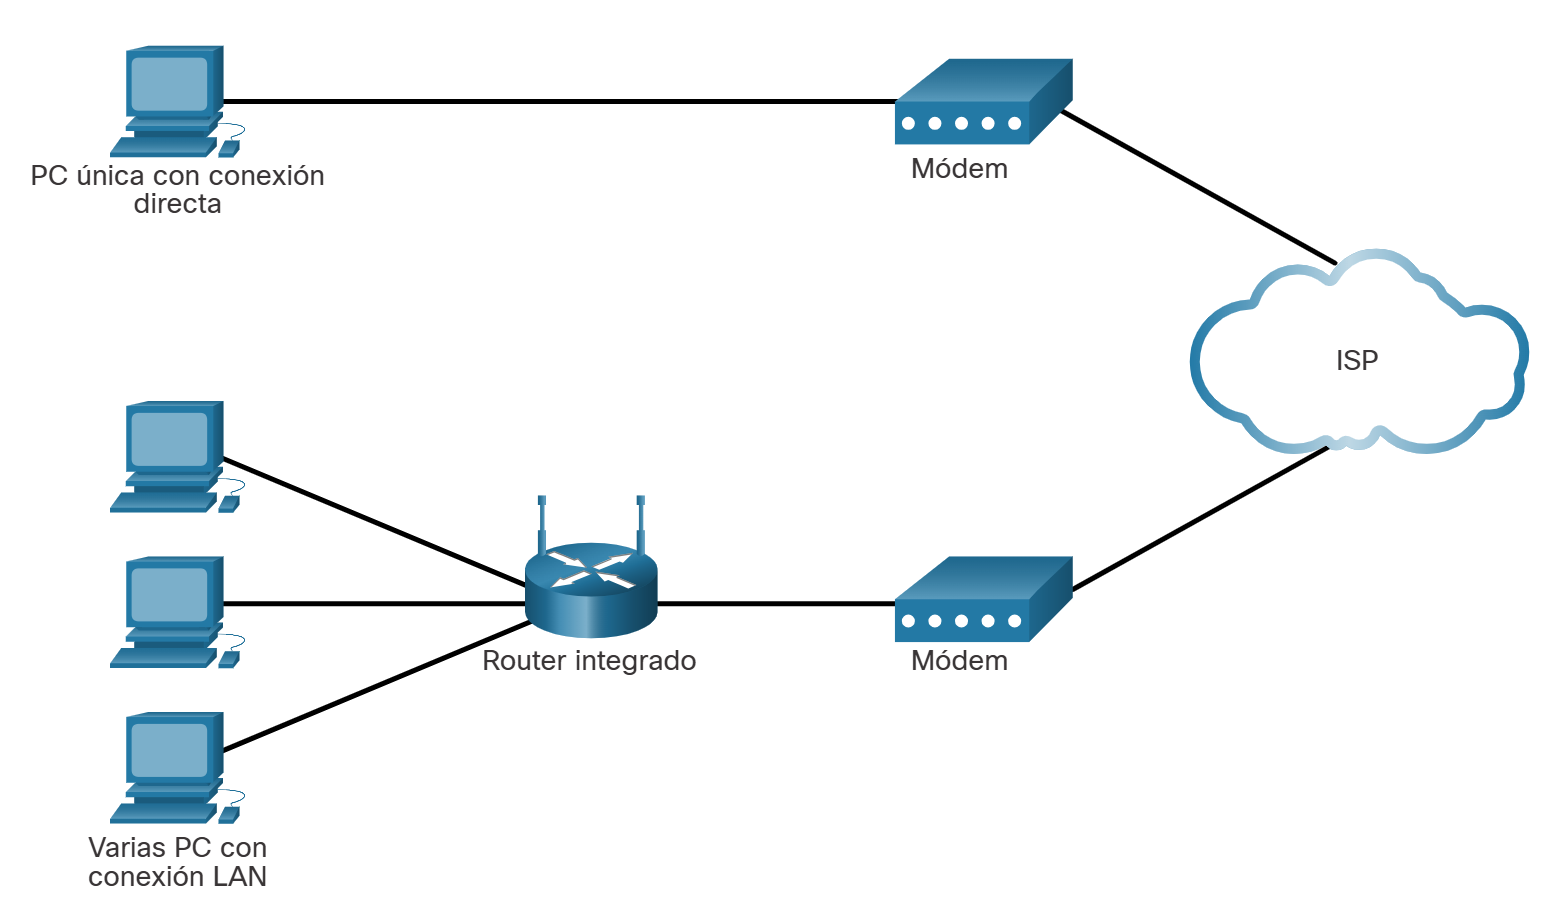 PC única con conexión
directa
Módem
ISP
Router integrado
Módem
Varias PC con
conexión LAN